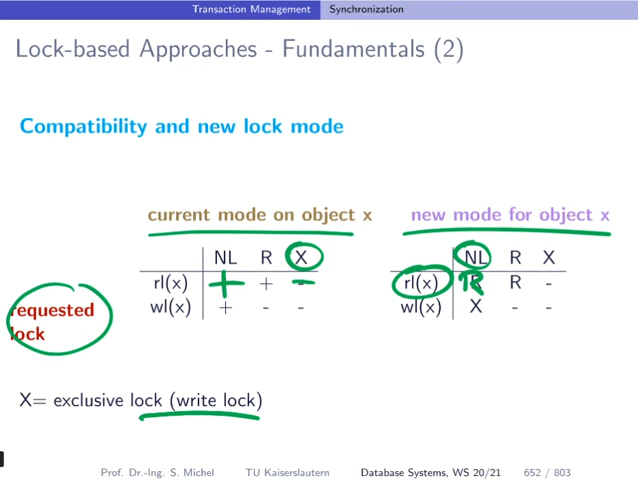 Transaction Management Synchronization
Lock-based Approaches - Fundamentals (2)
Compatibility and new lock mode
current mode on object x new mode for object x
NL R X NL R X
rl(x) + + - rl(x) R R -
wl(x) + - - wl(x) X - -
requested
lock
X= exclusive lock (write lock)
Prof. Dr.-Ing. S. Michel TU Kaiserslautern Database Systems, WS 20/21 652 / 803